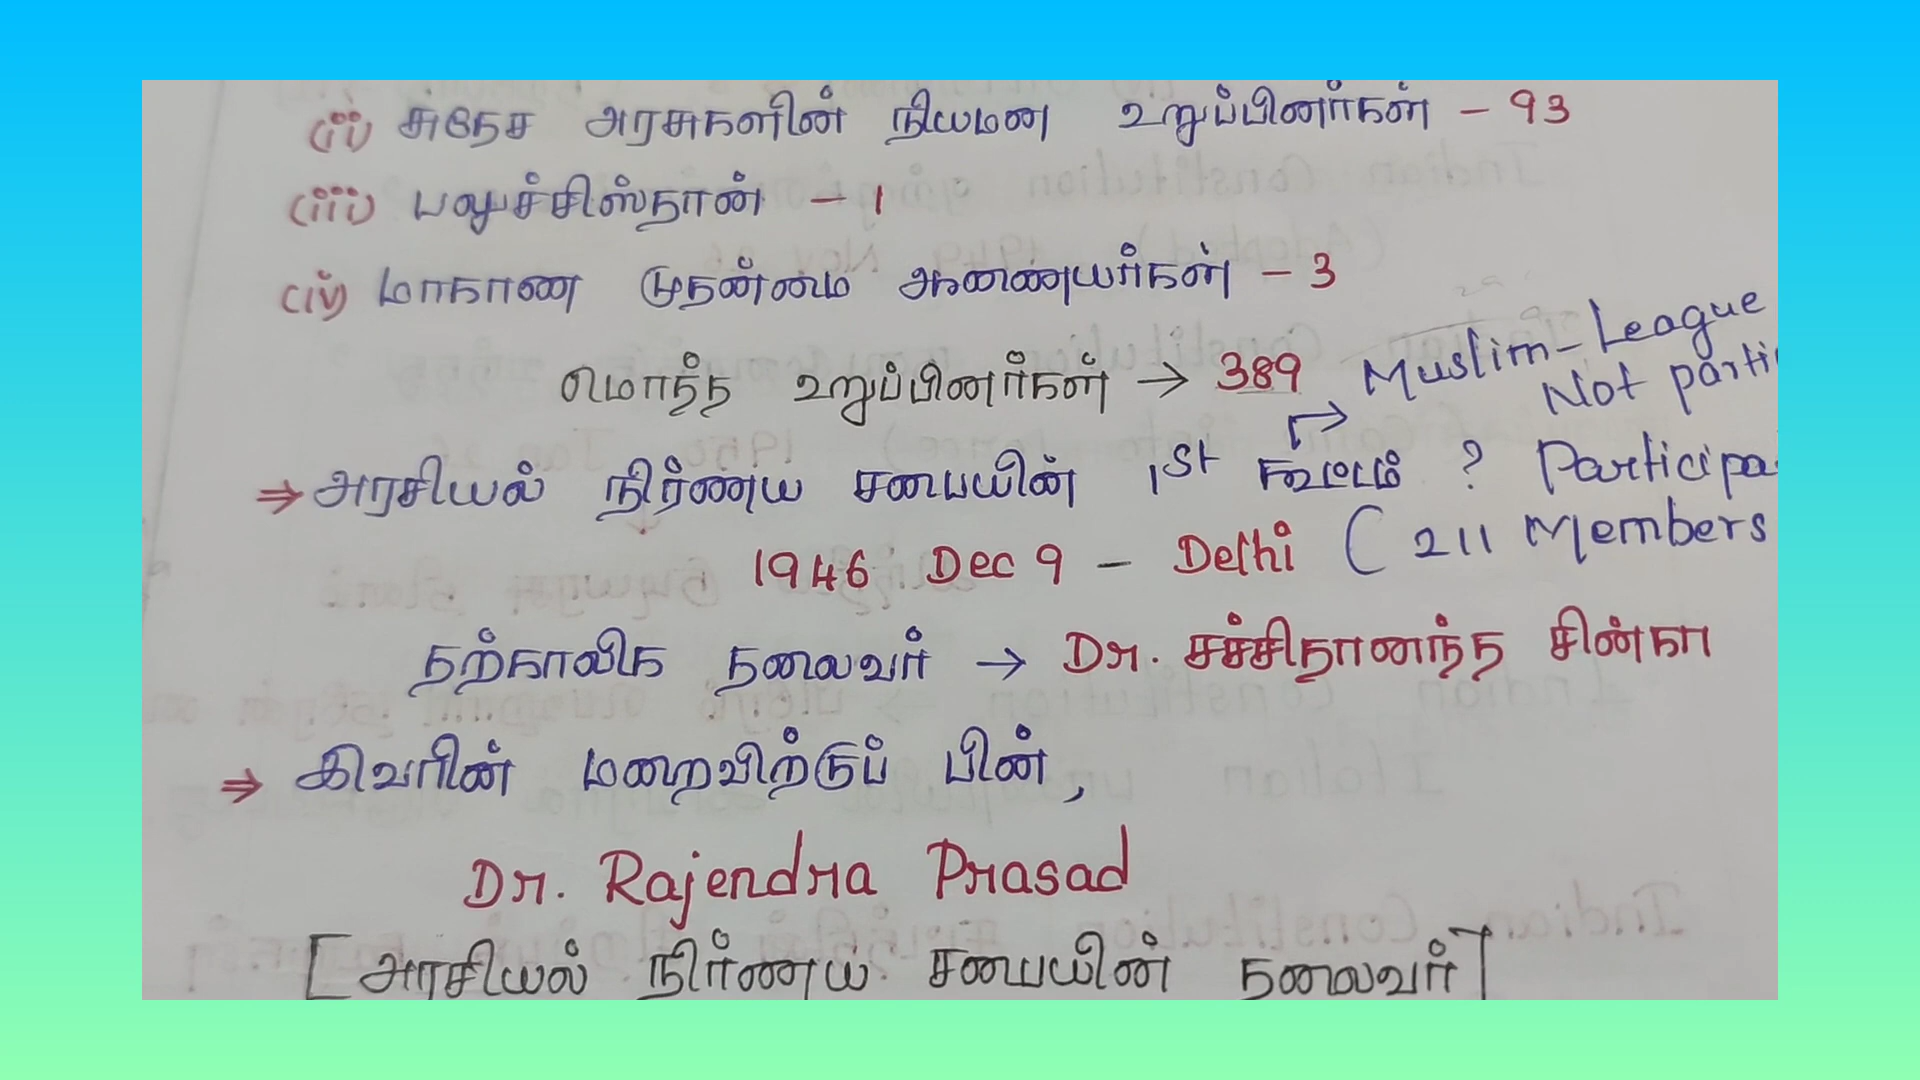 (ii) சுதேச அரசுகளின் நியமன உறுப்பினர்கள் - 93
(iii) பலுச்சிஸ்தான் - 1
(iv) மாகாண முதன்மை ஆணையர்கள் - 3
மொத்த உறுப்பினர்கள் → 389 Muslim-League
Not parti
⇒ அரசியல் நிர்ணய சபையின் 1st கூட்டம் ? Participa
1946 Dec 9 - Delhi ( 211 Members
தற்காலிக தலைவர் → Dr. சச்சிதானந்த சின்கா
⇒ இவரின் மறைவிற்குப் பின்,
Dr. Rajendra Prasad
[அரசியல் நிர்ணய சபையின் தலைவர்]